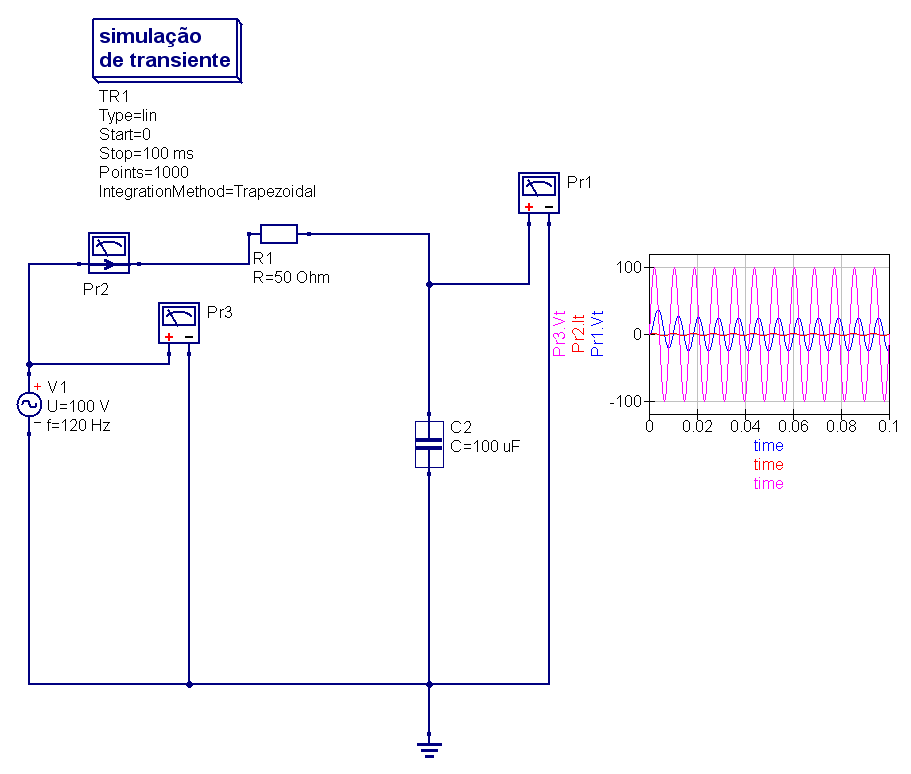 simulação
de transiente
TR1
Type=lin
Start=0
Stop=100 ms
Points=1000
IntegrationMethod=Trapezoidal
Pr1
+ −
R1
R=50 Ohm
Pr2
Pr3
+ −
+ V1
U=100 V
− f=120 Hz
C2
C=100 uF
Pr3.Vt
Pr2.It
Pr1.Vt
100
0
-100
0 0.02 0.04 0.06 0.08 0.1
time
time
time